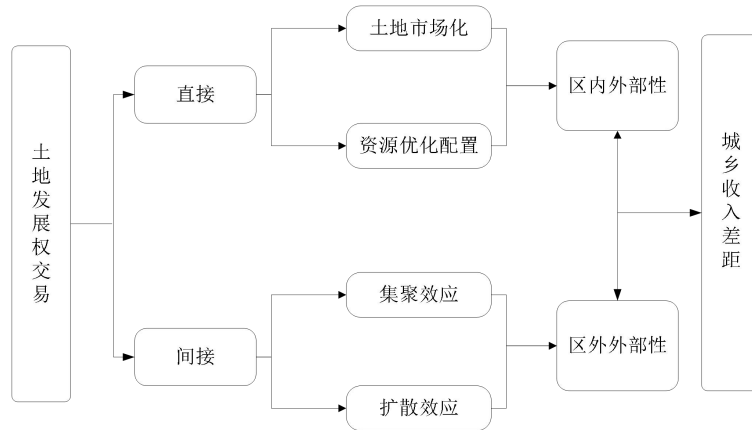 土地发展权交易
直接
间接
土地市场化
资源优化配置
集聚效应
扩散效应
区内外部性
区外外部性
城乡收入差距